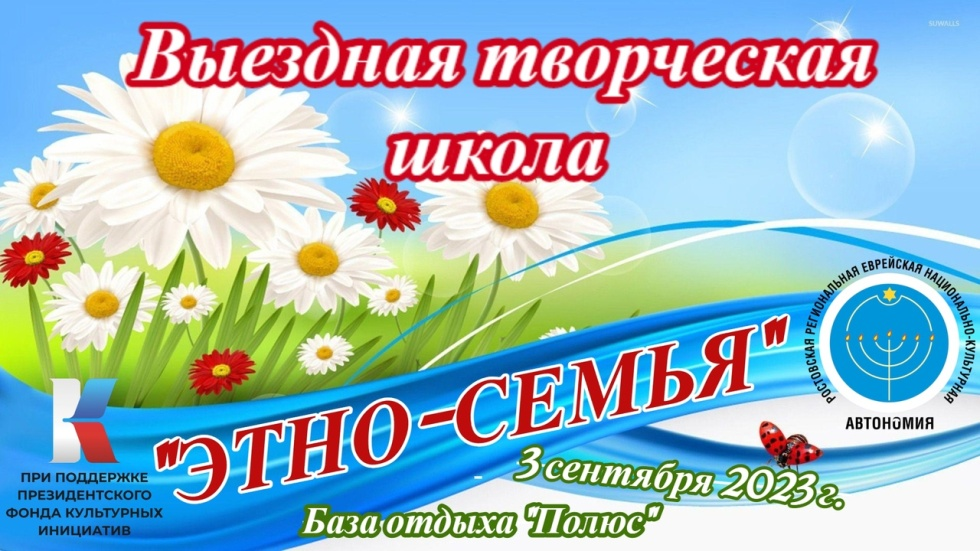 8UWALLS
Выездная творческая
школа
РОСТОВСКАЯ РЕГИОНАЛЬНАЯ ЕВРЕЙСКАЯ НАЦИОНАЛЬНО-КУЛЬТУРНАЯ
АВТОНОМИЯ
"ЭТНО-СЕМЬЯ"
- 3 сентября 2023 г.
База отдыха "Полюс"
ПРИ ПОДДЕРЖКЕ
ПРЕЗИДЕНТСКОГО
ФОНДА КУЛЬТУРНЫХ
ИНИЦИАТИВ